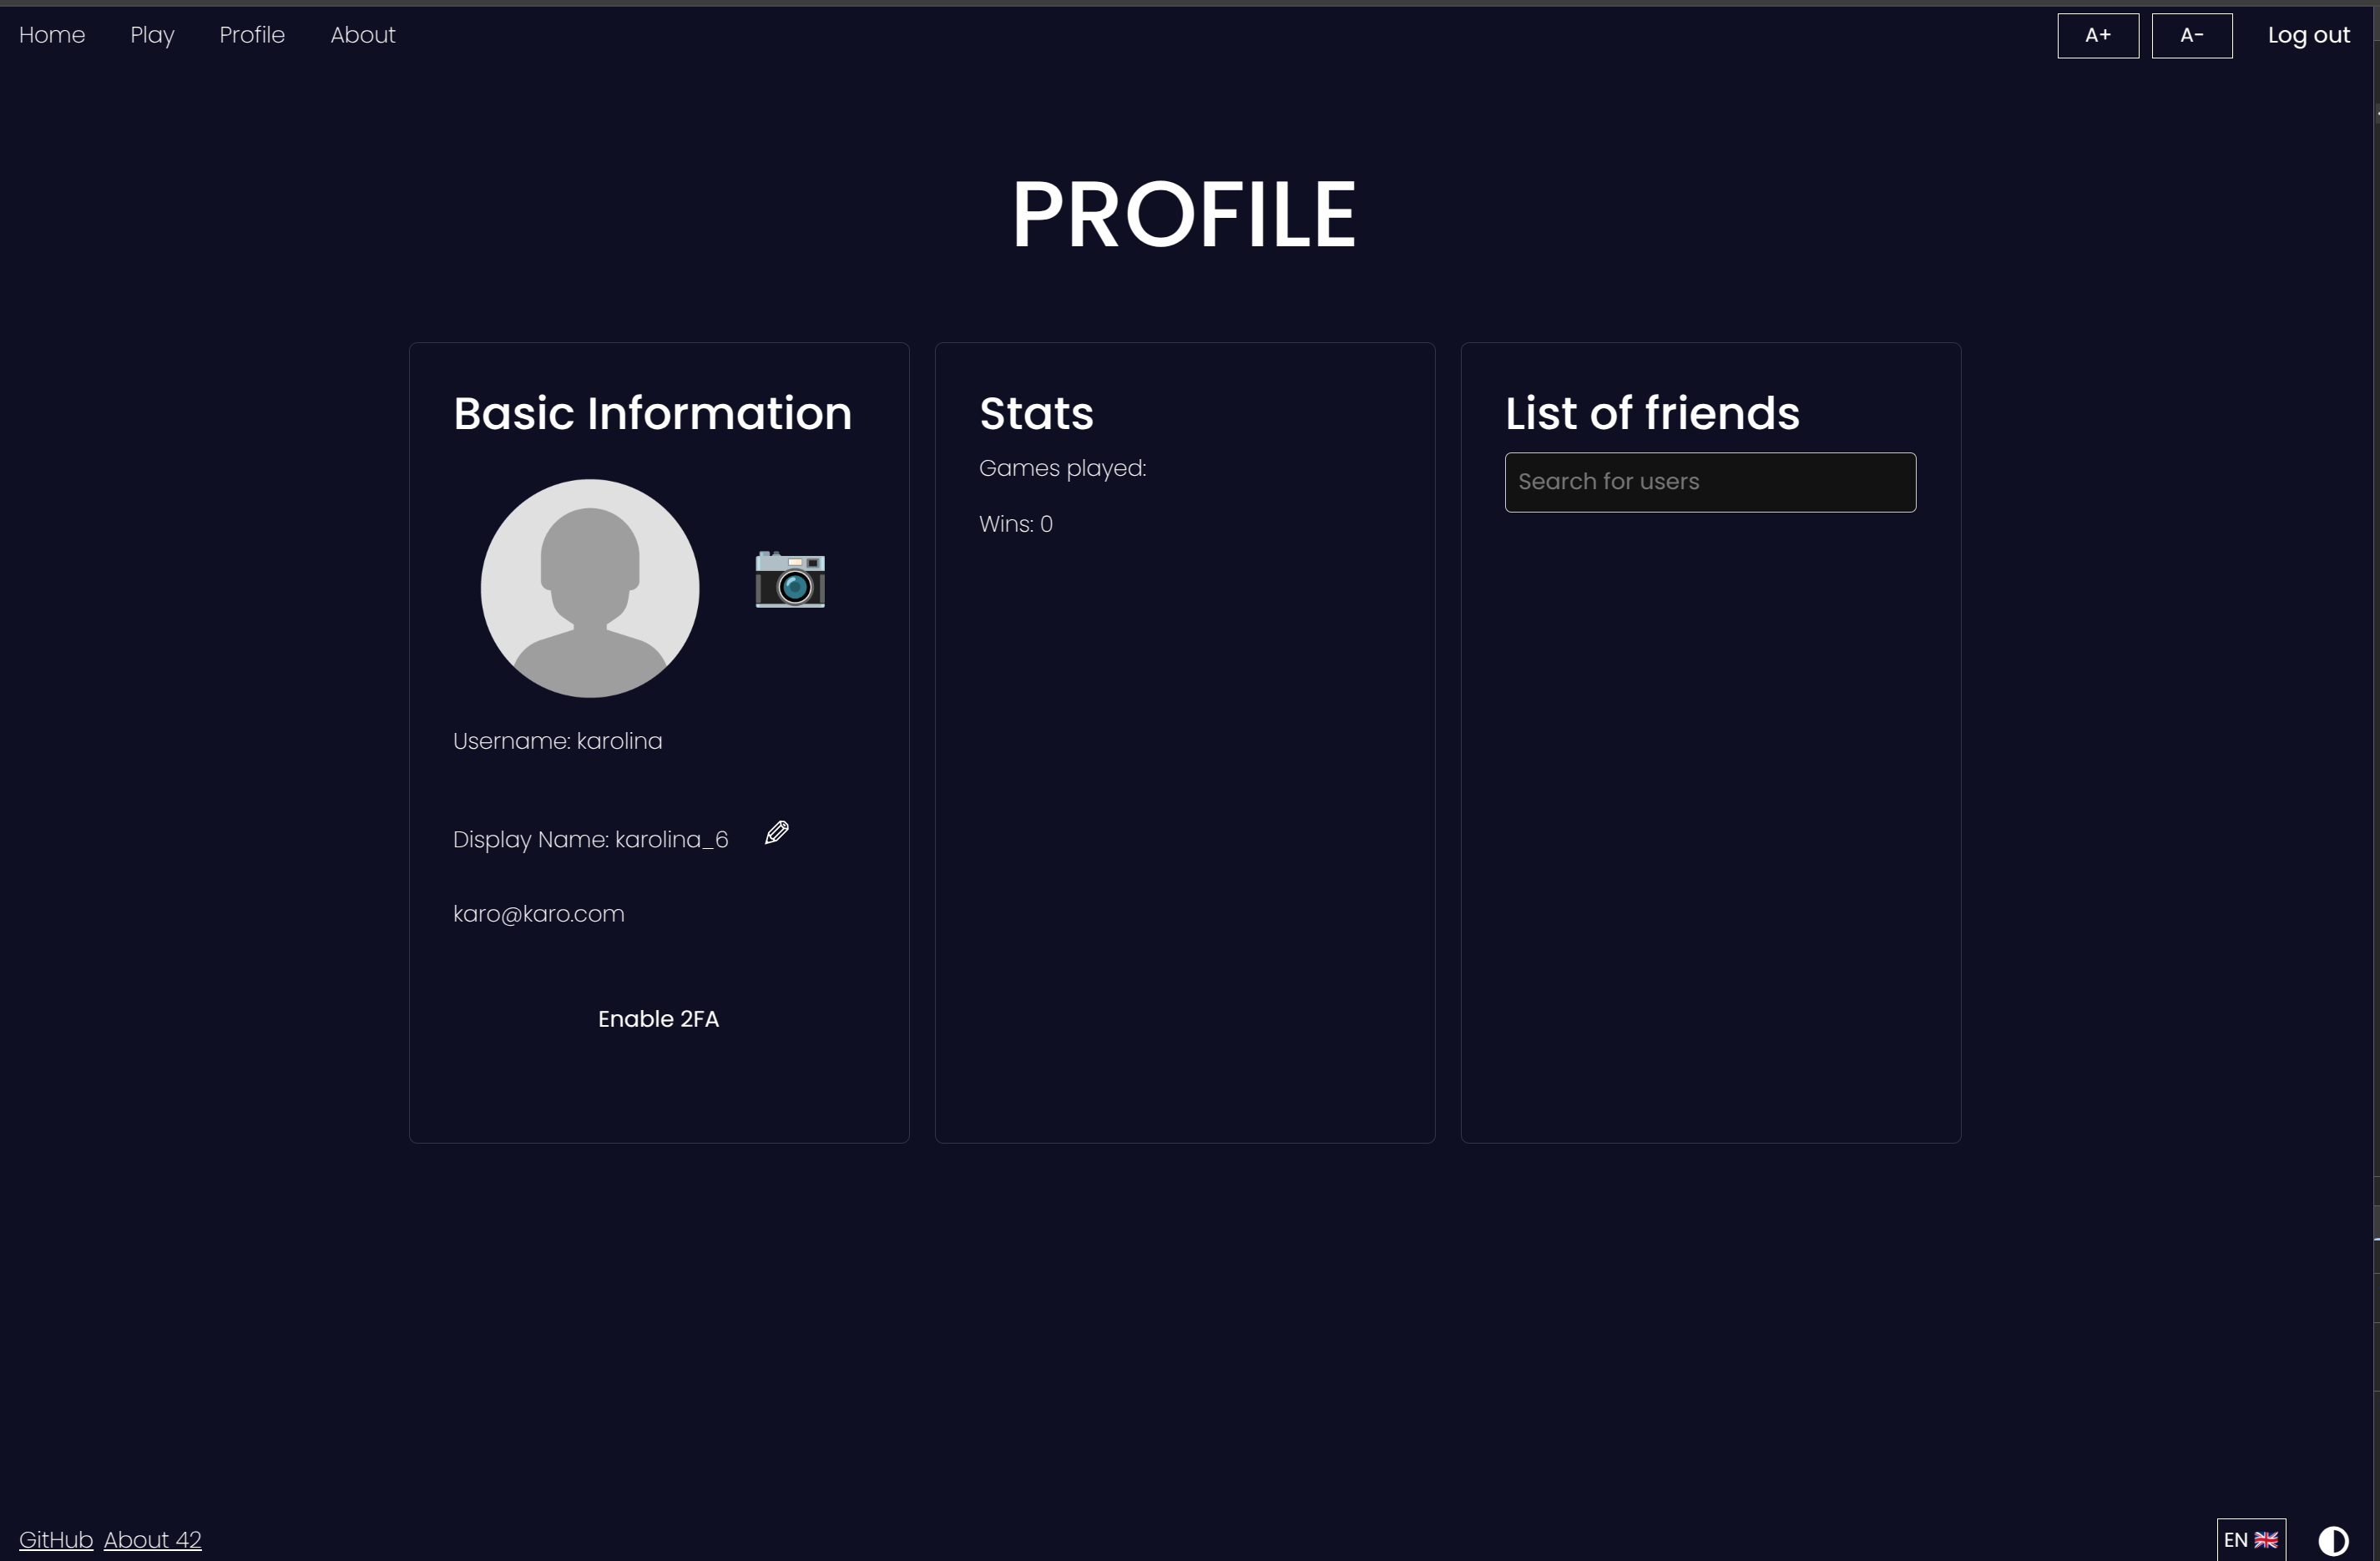 Home Play Profile About A+ A- Log out
PROFILE
Basic Information
Username: karolina
Display Name: karolina_6
karo@karo.com
Enable 2FA
Stats
Games played:
Wins: 0
List of friends
Search for users
GitHub About 42
EN